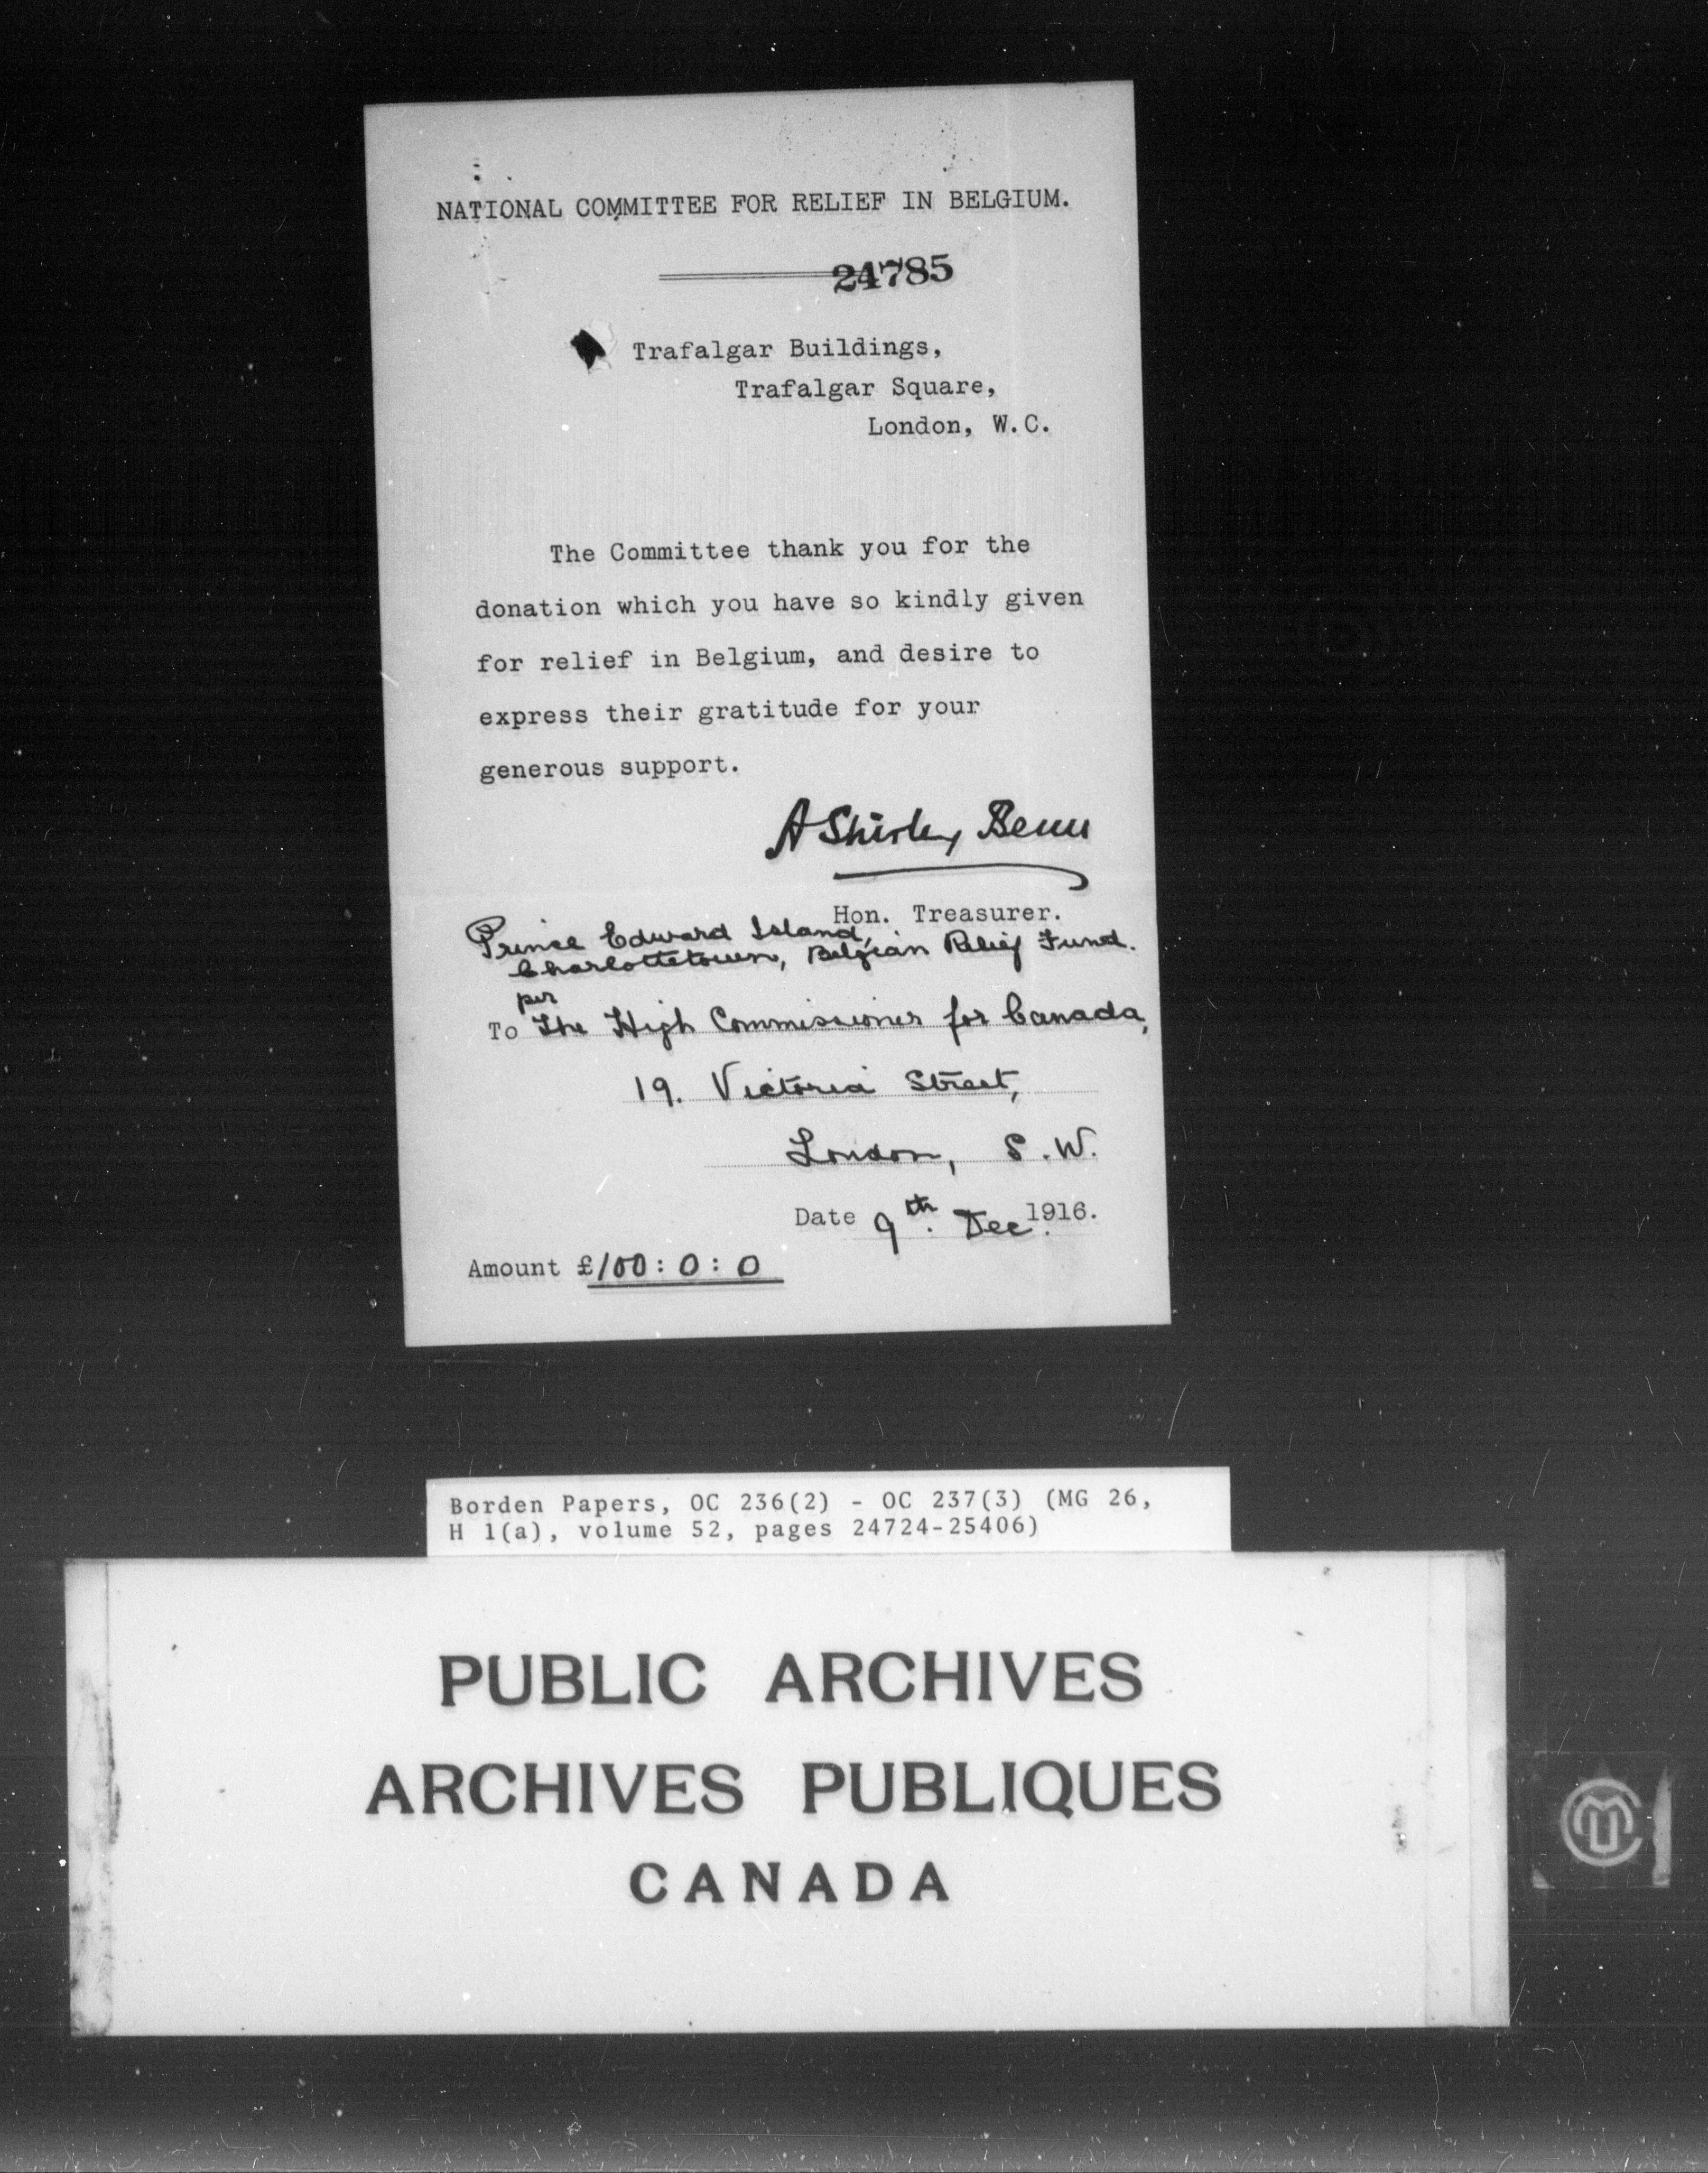 NATIONAL COMMITTEE FOR RELIEF IN BELGIUM.
24785
Trafalgar Buildings,
Trafalgar Square,
London, W.C.
The Committee thank you for the
donation which you have so kindly given
for relief in Belgium, and desire to
express their gratitude for your
generous support.
A Shirley Benn
Hon. Treasurer.
Prince Edward Island,
Charlottetown, Belgian Relief Fund.
per
To The High Commissioner for Canada,
19. Victoria Street,
London, S.W.
Date 9th. Dec. 1916.
Amount £100:0:0
Borden Papers, OC 236(2) - OC 237(3) (MG 26,
H 1(a), volume 52, pages 24724-25406)
PUBLIC ARCHIVES
ARCHIVES PUBLIQUES
CANADA